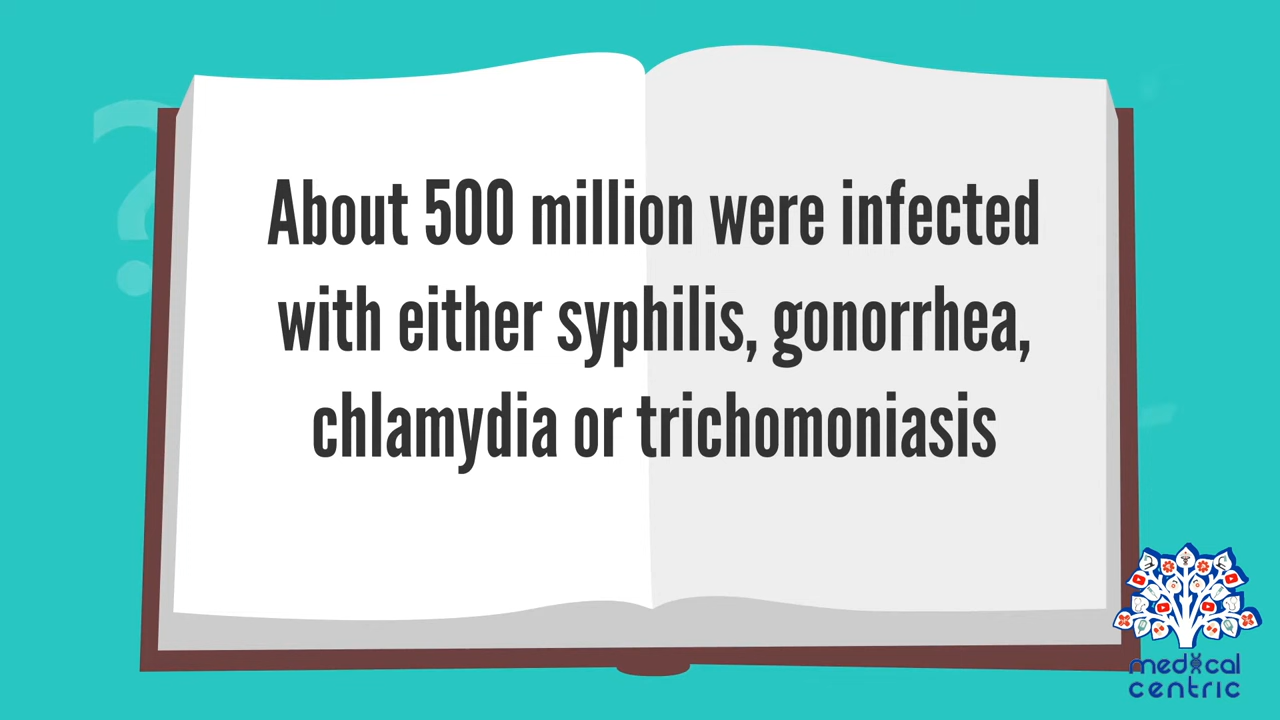 About 500 million were infected
with either syphilis, gonorrhea,
chlamydia or trichomoniasis
medical
centric